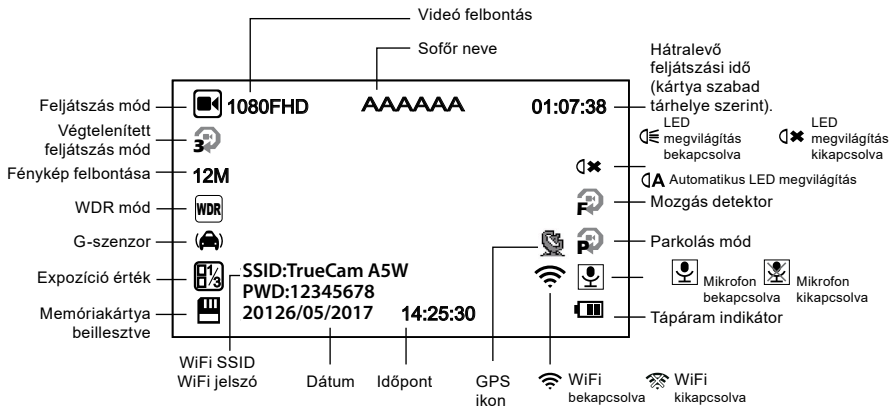 Videó felbontás
Sofőr neve
Hátralevő
feljátszási idő
(kártya szabad
tárhelye szerint).
Feljátszás mód
1080FHD
AAAAAA
01:07:38
LED
megvilágítás
bekapcsolva
LED
megvilágítás
kikapcsolva
Végtelenített
feljátszás mód
3
Fénykép felbontása
12M
A Automatikus LED megvilágítás
WDR mód
WDR
F
Mozgás detektor
G-szenzor
P
Parkolás mód
Expozíció érték
1/3
SSID:TrueCam A5W
PWD:12345678
20126/05/2017
14:25:30
Mikrofon
bekapcsolva
Mikrofon
kikapcsolva
Memóriakártya
beillesztve
Tápáram indikátor
WiFi SSID
WiFi jelszó
Dátum
Időpont
GPS
ikon
WiFi
bekapcsolva
WiFi
kikapcsolva